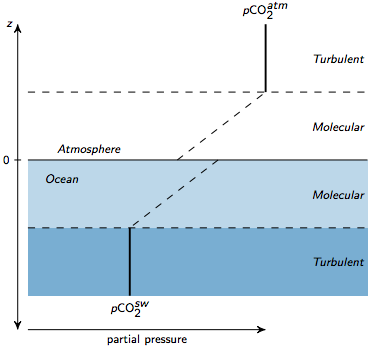 pCO₂ᵃᵗᵐ
z
Turbulent
Molecular
Atmosphere
0
Ocean
Molecular
Turbulent
pCO₂ˢʷ
partial pressure